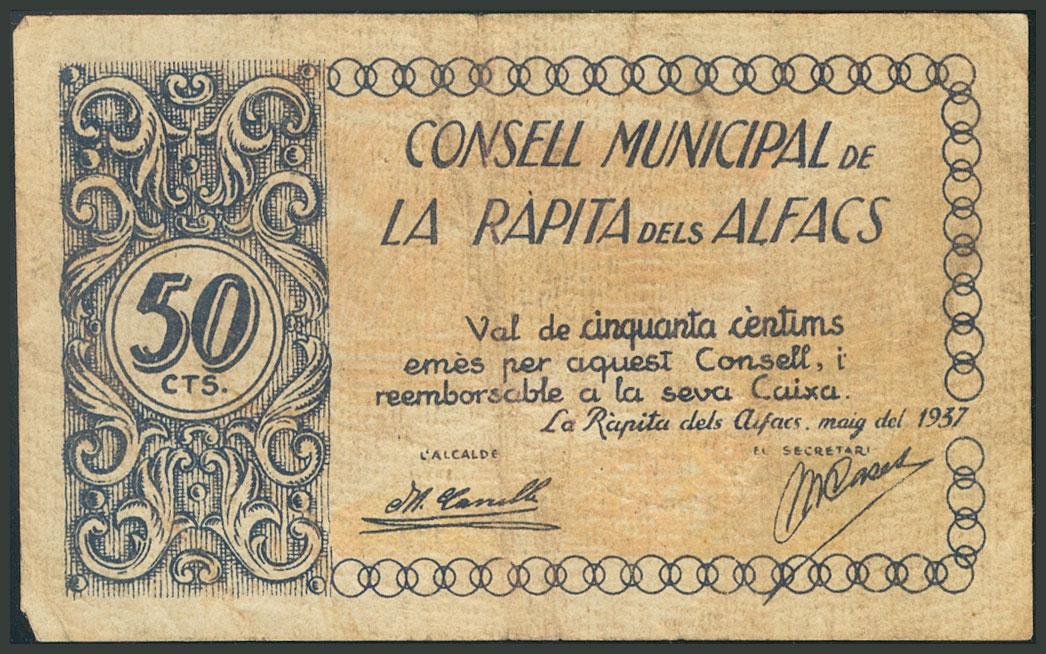 CONSELL MUNICIPAL DE
LA RÀPITA DELS ALFACS
50
CTS.
Val de cinquanta cèntims
emès per aquest Consell, i
reemborsable a la seva Caixa.
La Ràpita dels Alfacs, maig del 1937
L'ALCALDE
EL SECRETARI